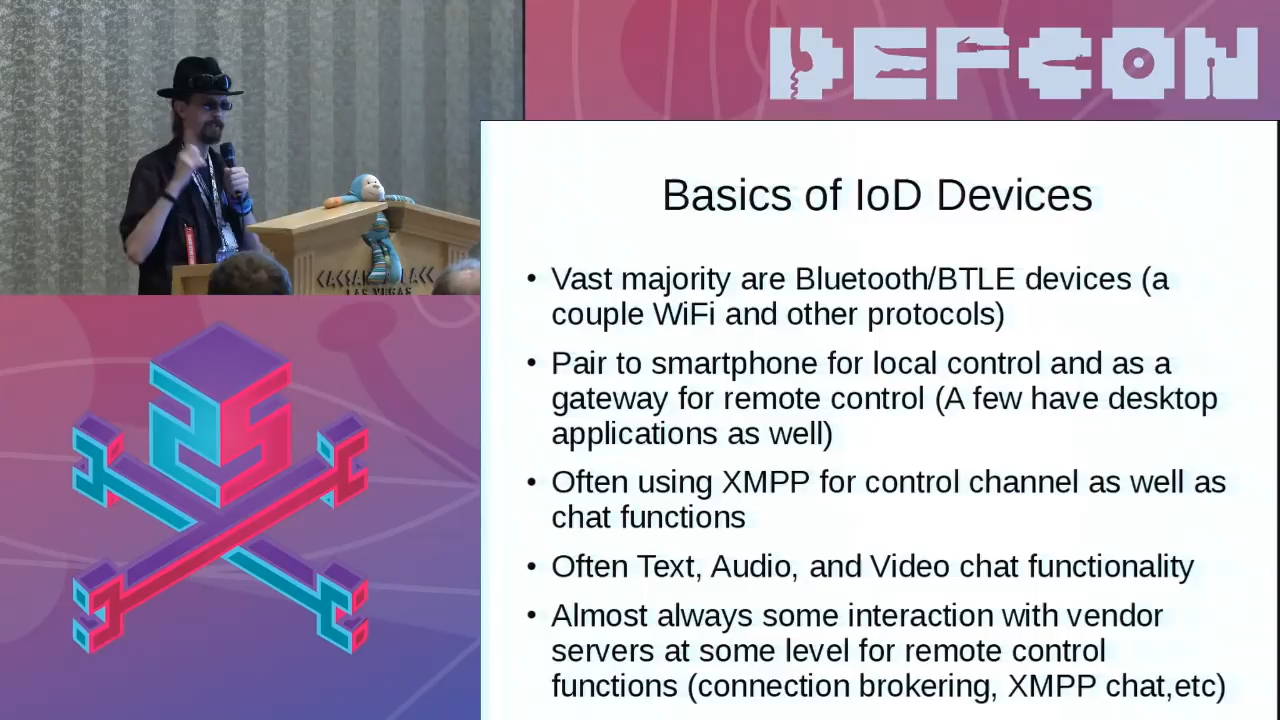 DEFCON
Basics of IoD Devices
• Vast majority are Bluetooth/BTLE devices (a
couple WiFi and other protocols)
• Pair to smartphone for local control and as a
gateway for remote control (A few have desktop
applications as well)
• Often using XMPP for control channel as well as
chat functions
• Often Text, Audio, and Video chat functionality
• Almost always some interaction with vendor
servers at some level for remote control
functions (connection brokering, XMPP chat,etc)
LAS VEGAS